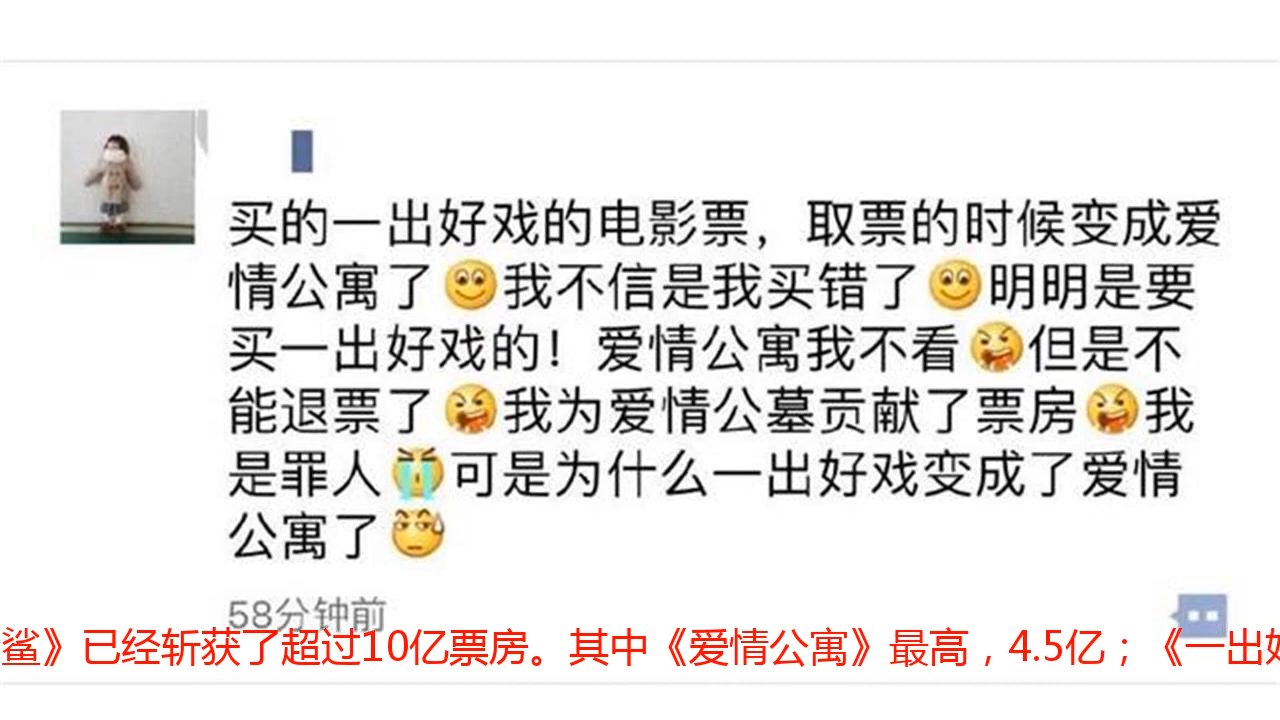 买的一出好戏的电影票，取票的时候变成爱
情公寓了我不信是我买错了明明是要
买一出好戏的！爱情公寓我不看但是不
能退票了我为爱情公墓贡献了票房我
是罪人可是为什么一出好戏变成了爱情
公寓了
58分钟前
鲨》已经斩获了超过10亿票房。其中《爱情公寓》最高，4.5亿；《一出好